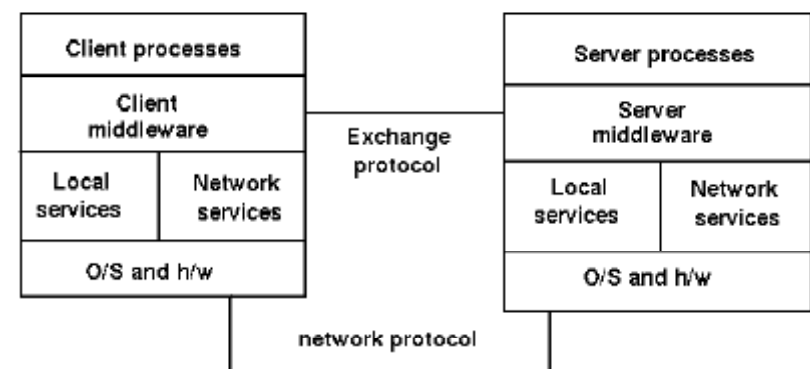 Client processes
Client
middleware
Local
services
Network
services
O/S and h/w
Exchange
protocol
network protocol
Server processes
Server
middleware
Local
services
Network
services
O/S and h/w